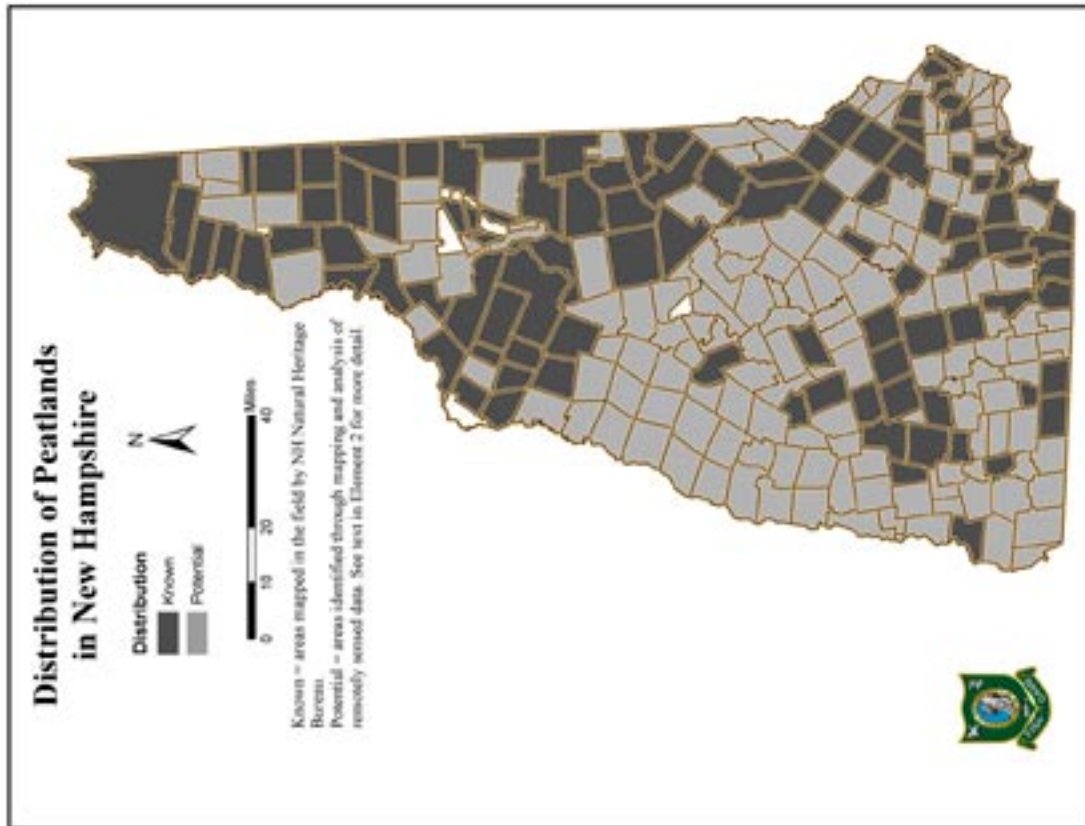 Distribution of Peatlands
in New Hampshire
N
Distribution
Known
Potential
0 10 20 40
Miles
Known = areas mapped in the field by NH Natural Heritage
Bureau
Potential = areas identified through mapping and analysis of
remotely sensed data. See text in Element 2 for more detail.